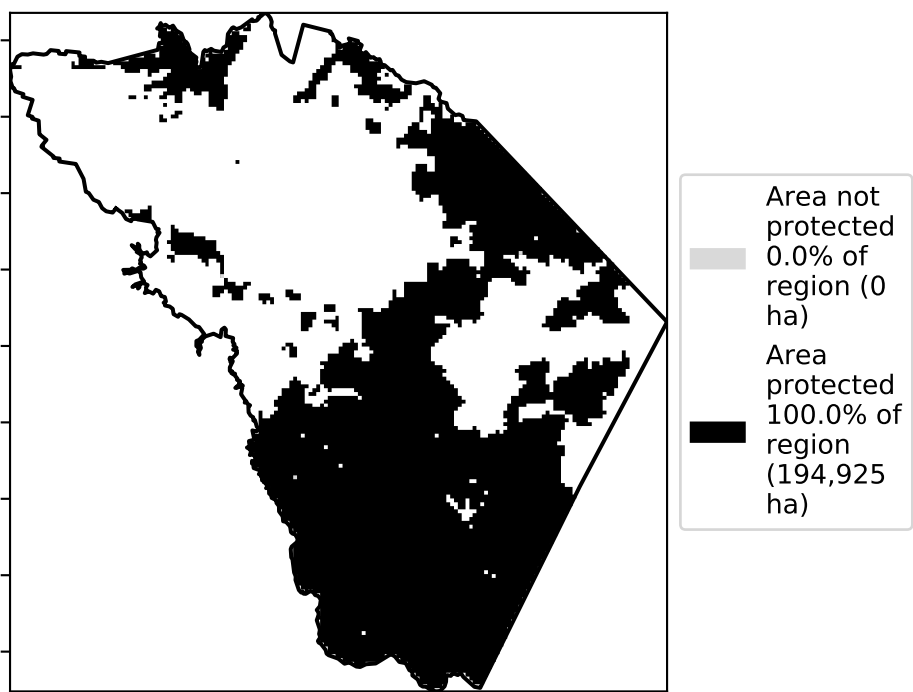 Area not
protected
0.0% of
region (0
ha)
Area
protected
100.0% of
region
(194,925
ha)